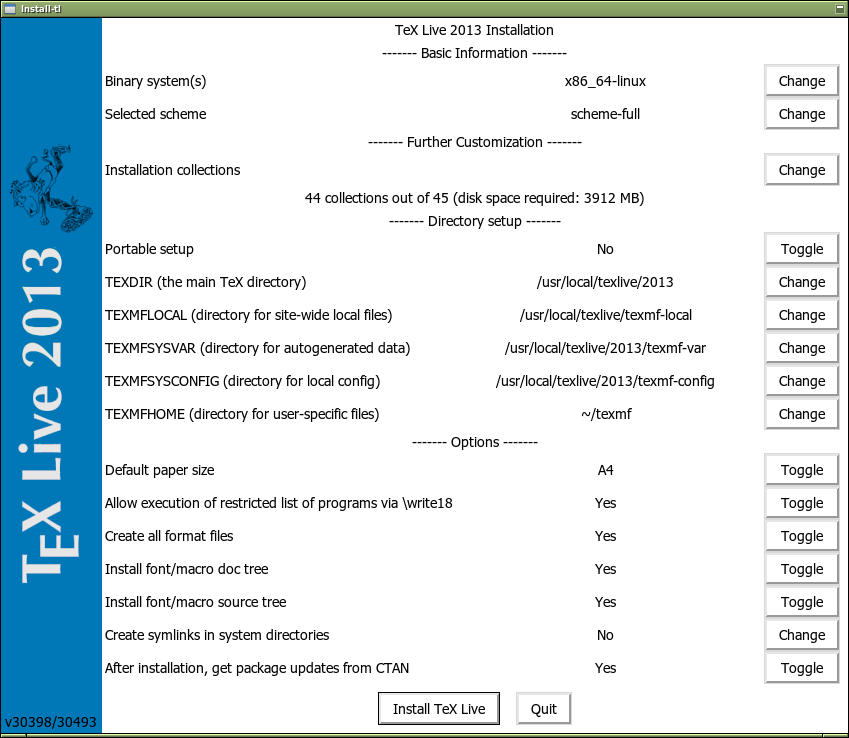 Install-tl
TeX Live 2013 Installation
------- Basic Information -------
Binary system(s) x86_64-linux Change
Selected scheme scheme-full Change
------- Further Customization -------
Installation collections Change
44 collections out of 45 (disk space required: 3912 MB)
------- Directory setup -------
Portable setup No Toggle
TEXDIR (the main TeX directory) /usr/local/texlive/2013 Change
TEXMFLOCAL (directory for site-wide local files) /usr/local/texlive/texmf-local Change
TEXMFSYSVAR (directory for autogenerated data) /usr/local/texlive/2013/texmf-var Change
TEXMFSYSCONFIG (directory for local config) /usr/local/texlive/2013/texmf-config Change
TEXMFHOME (directory for user-specific files) ~/texmf Change
------- Options -------
Default paper size A4 Toggle
Allow execution of restricted list of programs via \write18 Yes Toggle
Create all format files Yes Toggle
Install font/macro doc tree Yes Toggle
Install font/macro source tree Yes Toggle
Create symlinks in system directories No Change
After installation, get package updates from CTAN Yes Toggle
Install TeX Live Quit
TEX Live 2013
v30398/30493